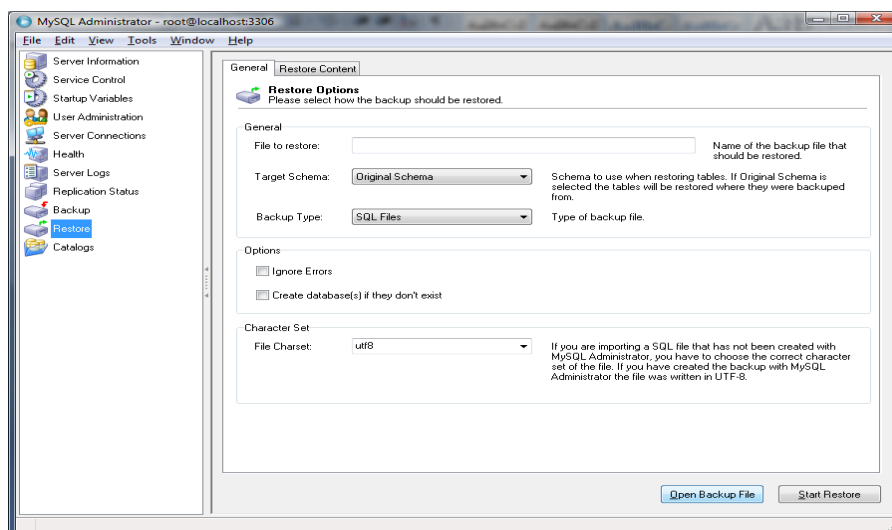 MySQL Administrator - root@localhost:3306
File Edit View Tools Window Help
Server Information
Service Control
Startup Variables
User Administration
Server Connections
Health
Server Logs
Replication Status
Backup
Restore
Catalogs
General Restore Content
Restore Options
Please select how the backup should be restored.
General
File to restore:
Name of the backup file that
should be restored.
Target Schema: Original Schema
Schema to use when restoring tables. If Original Schema is
selected the tables will be restored where they were backuped
from.
Backup Type: SQL Files Type of backup file.
Options
Ignore Errors
Create database(s) if they don't exist
Character Set
File Charset: utf8
If you are importing a SQL file that has not been created with
MySQL Administrator, you have to choose the correct character
set of the file. If you have created the backup with MySQL
Administrator the file was written in UTF-8.
Open Backup File Start Restore